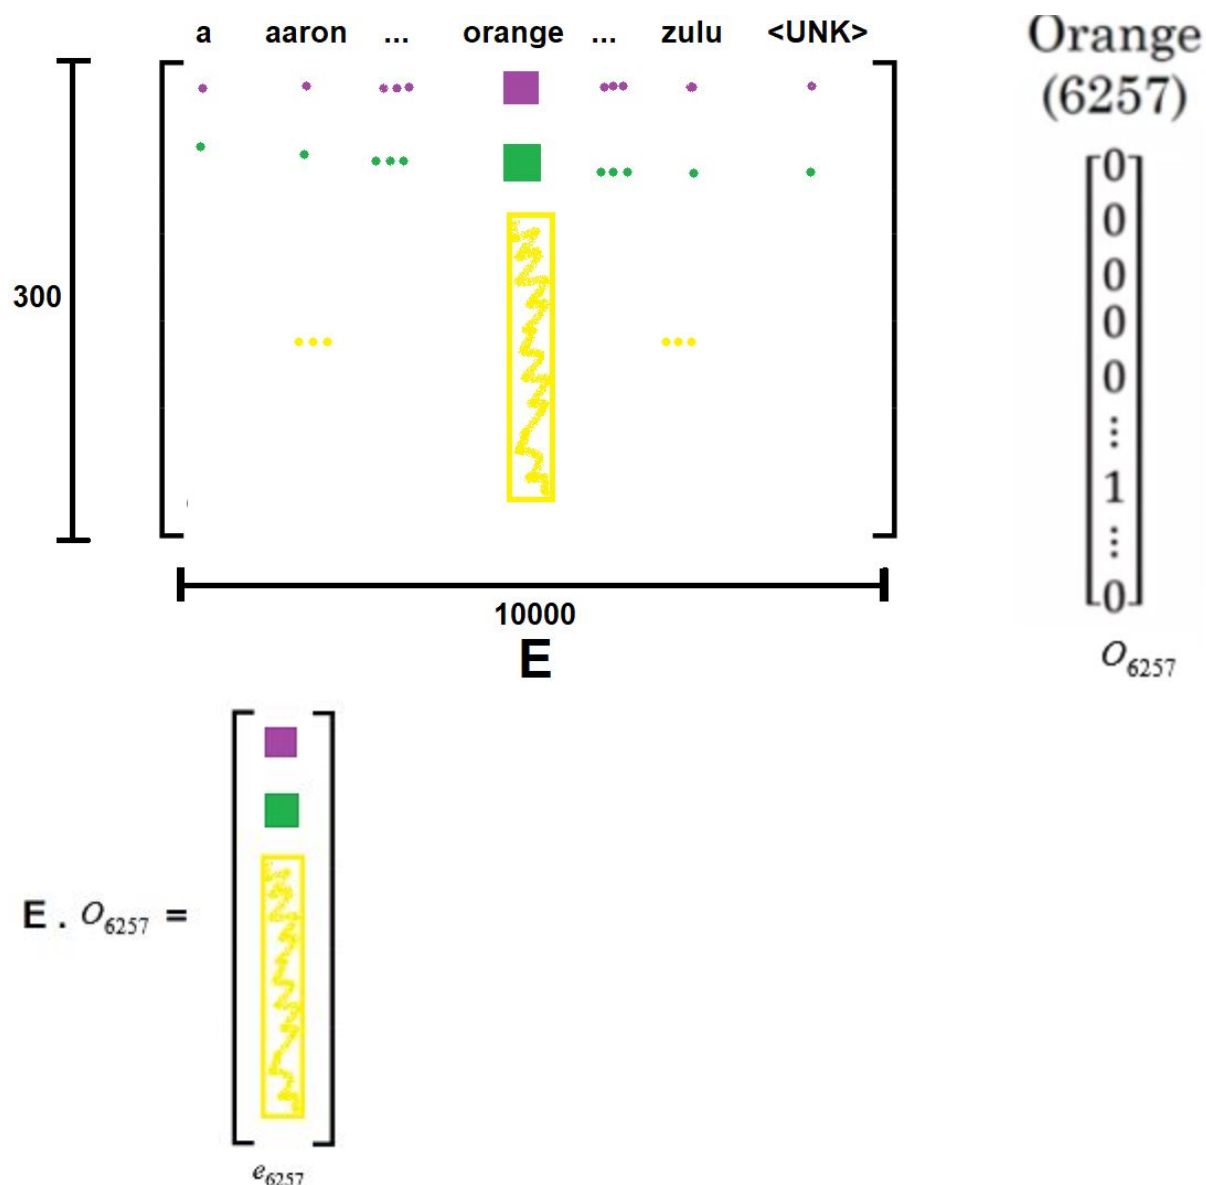 a aaron ... orange ... zulu <UNK>
300
10000
E
Orange
(6257)
0
0
0
0
0
...
1
...
0
O6257
E . O6257 =
e6257